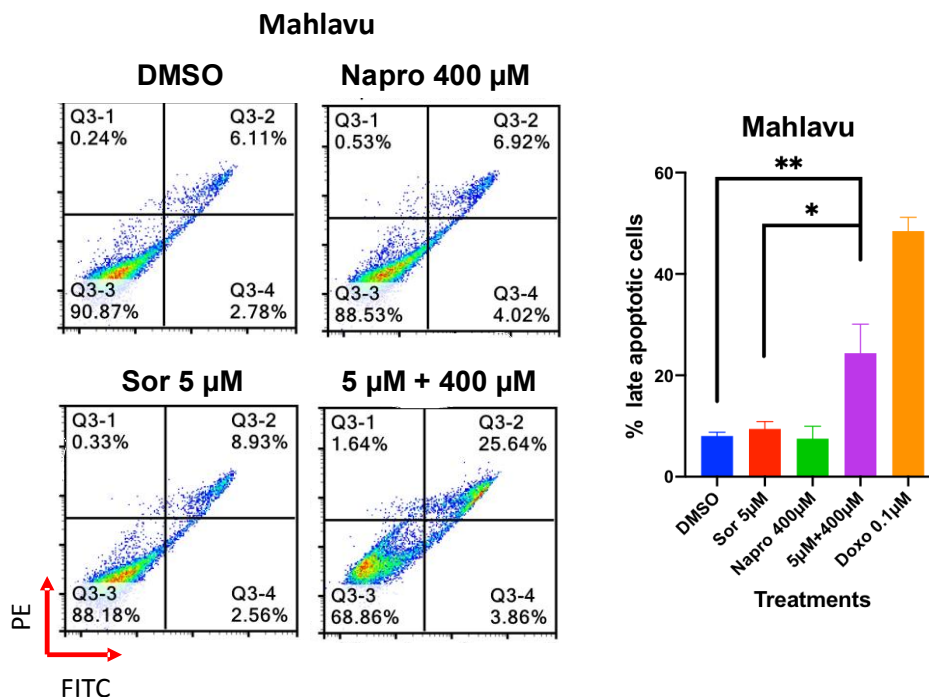 Mahlavu
DMSO
Napro 400 µM
Q3-1
0.24%
Q3-2
6.11%
Q3-3
90.87%
Q3-4
2.78%
Q3-1
0.53%
Q3-2
6.92%
Q3-3
88.53%
Q3-4
4.02%
Sor 5 µM
5 µM + 400 µM
Q3-1
0.33%
Q3-2
8.93%
Q3-3
88.18%
Q3-4
2.56%
Q3-1
1.64%
Q3-2
25.64%
Q3-3
68.86%
Q3-4
3.86%
PE
FITC
Mahlavu
**
*
% late apoptotic cells
60
40
20
0
DMSO
Sor 5µM
Napro 400µM
5µM+400µM
Doxo 0.1µM
Treatments